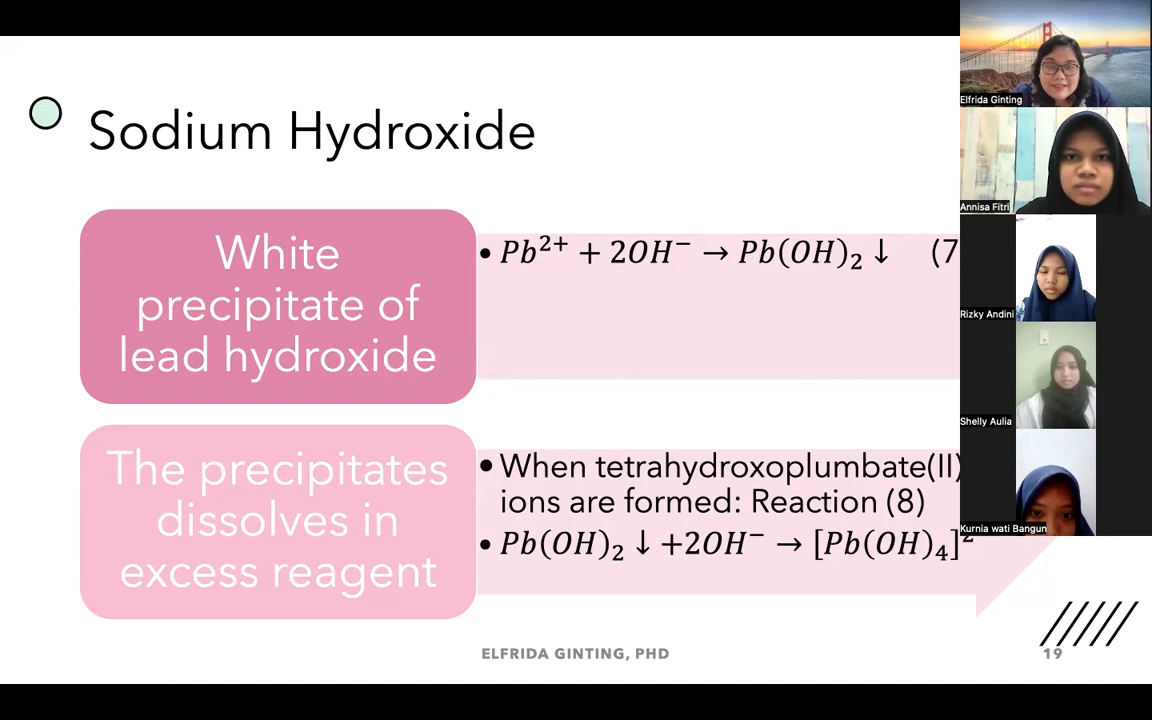 Sodium Hydroxide
White
precipitate of
lead hydroxide
• Pb²⁺ + 2OH⁻ → Pb(OH)₂ ↓ (7
The precipitates
dissolves in
excess reagent
• When tetrahydroxoplumbate(II)
ions are formed: Reaction (8)
• Pb(OH)₂ ↓ +2OH⁻ → [Pb(OH)₄]²
ELFRIDA GINTING, PHD
19
Elfrida Ginting
Annisa Fitri
Rizky Andini
Shelly Aulia
Kurnia wati Bangun